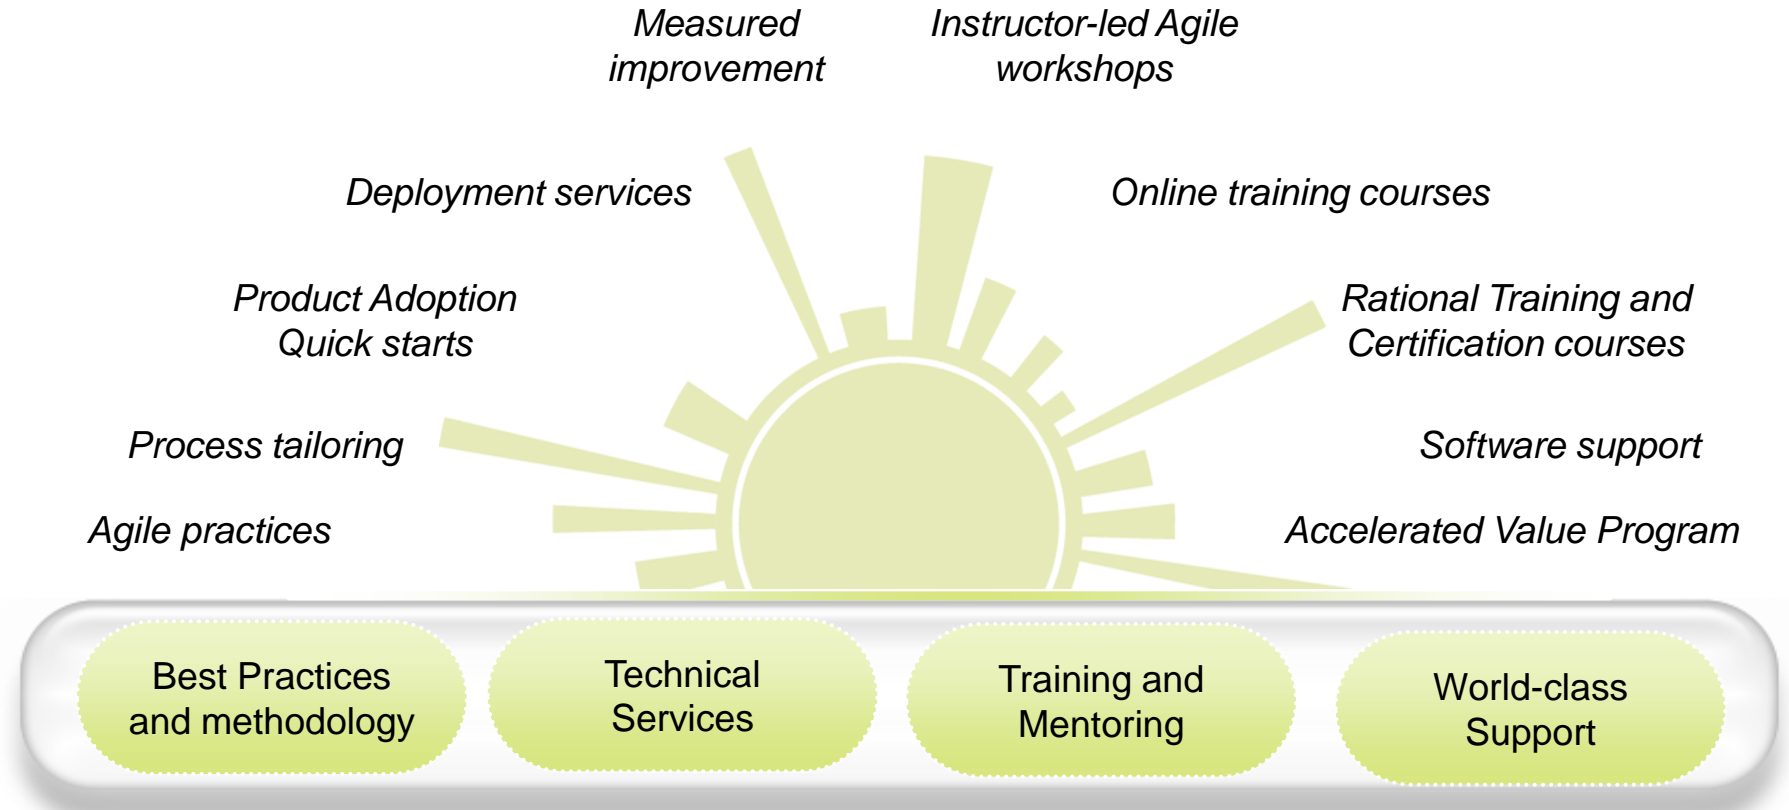 Measured
improvement
Instructor-led Agile
workshops
Deployment services
Online training courses
Product Adoption
Quick starts
Rational Training and
Certification courses
Process tailoring
Software support
Agile practices
Accelerated Value Program
Best Practices
and methodology
Technical
Services
Training and
Mentoring
World-class
Support